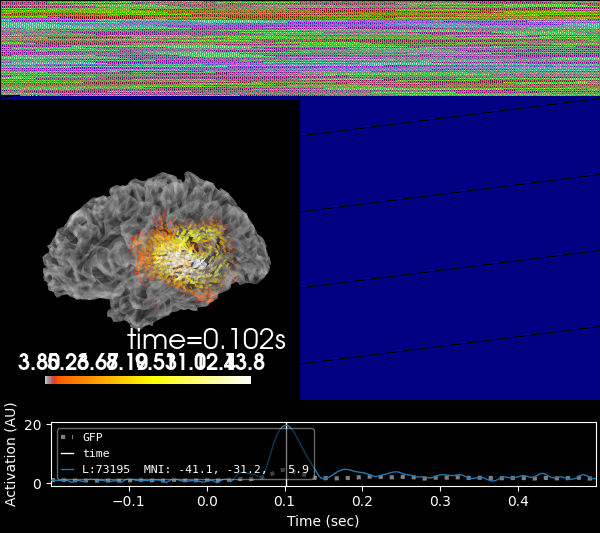 time=0.102s
Activation (AU)
20
0
GFP
time
L:73195 MNI: -41.1, -31.2, 5.9
−0.1 0.0 0.1 0.2 0.3 0.4
Time (sec)